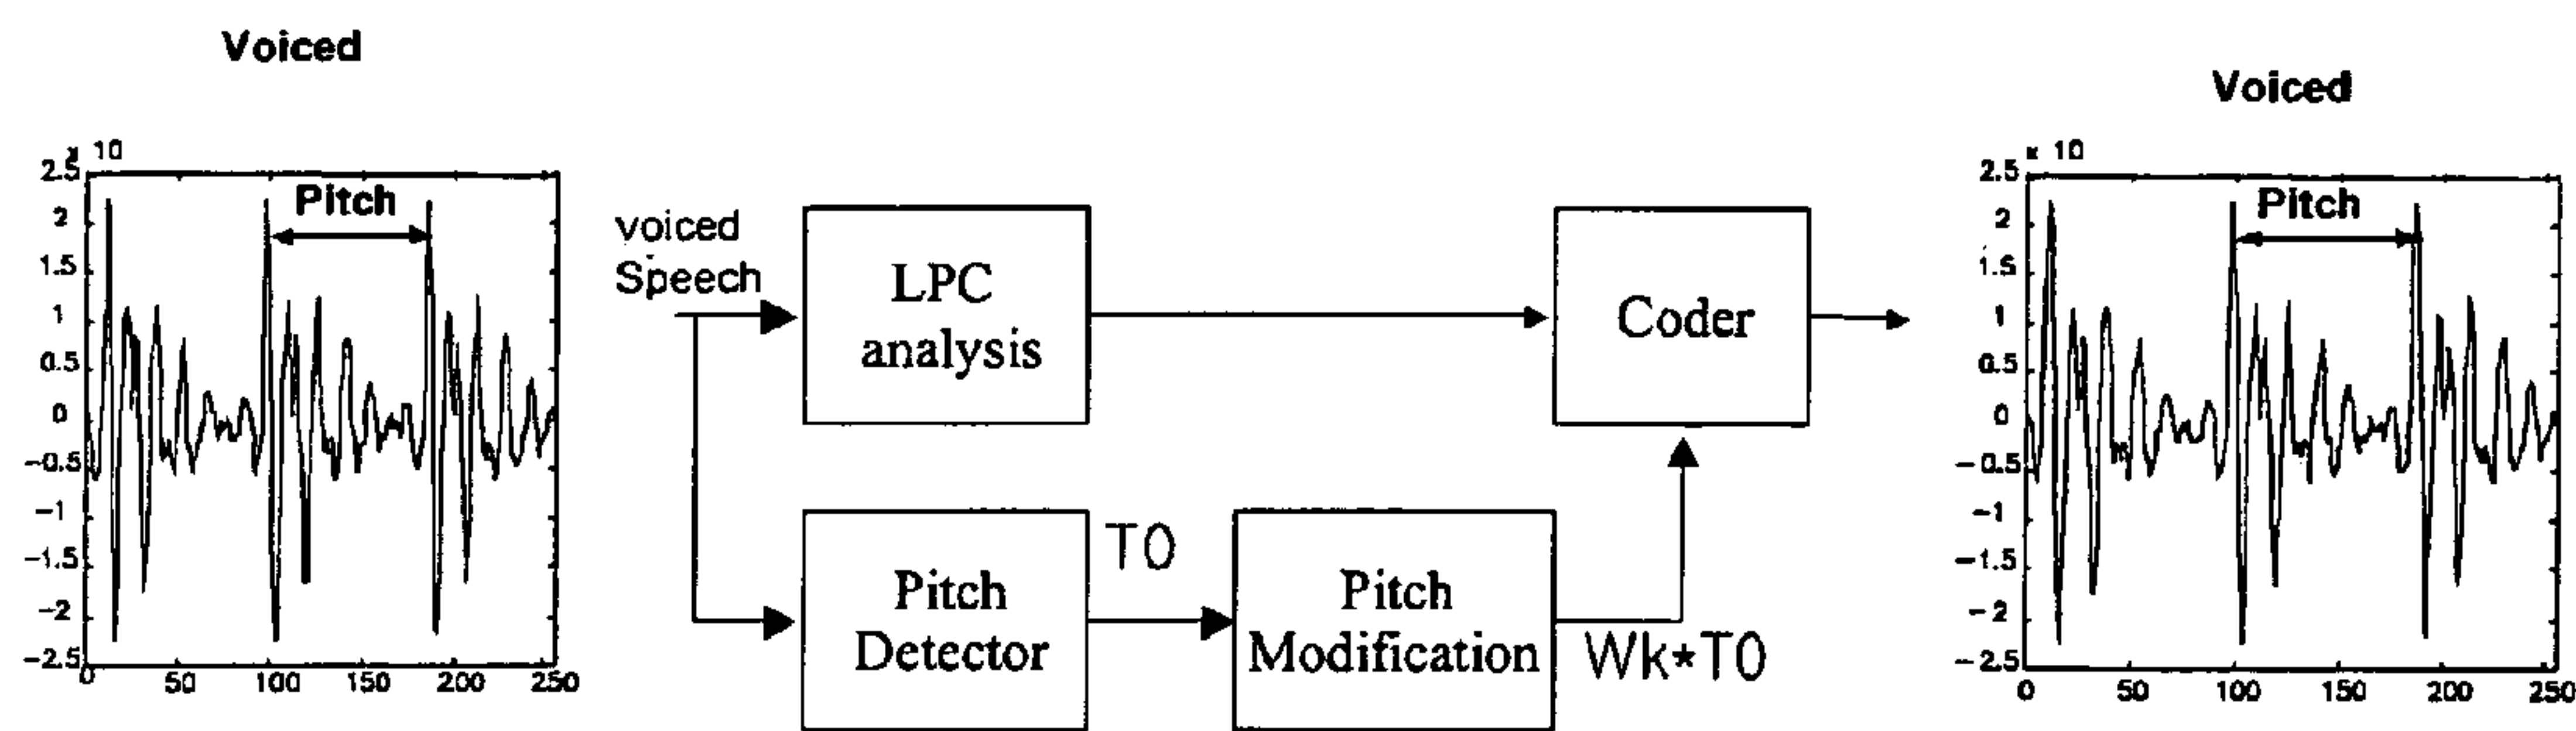 Voiced
x 10
2.5
2
1.5
1
0.5
0
-0.5
-1
-1.5
-2
-2.5
0 50 100 150 200 250
Pitch
voiced
Speech
LPC
analysis
Pitch
Detector
T0
Pitch
Modification
Wk*T0
Coder
Voiced
x 10
2.5
2
1.5
1
0.5
0
-0.5
-1
-1.5
-2
-2.5
0 50 100 150 200 250
Pitch